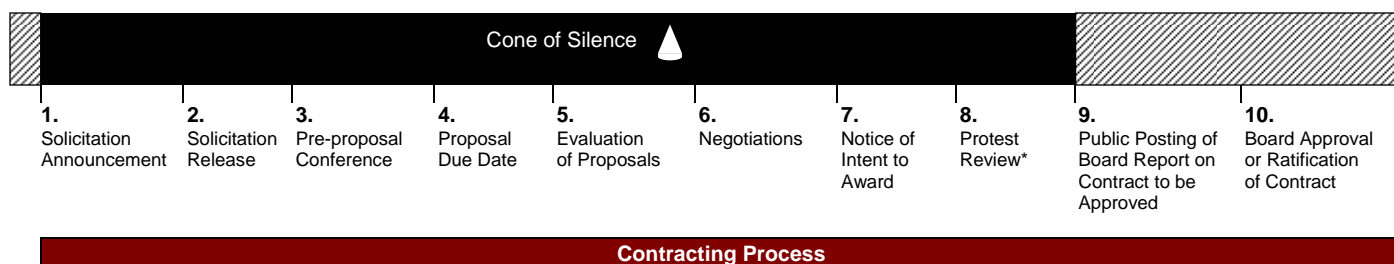 Cone of Silence
1.
Solicitation
Announcement
2.
Solicitation
Release
3.
Pre-proposal
Conference
4.
Proposal
Due Date
5.
Evaluation
of Proposals
6.
Negotiations
7.
Notice of
Intent to
Award
8.
Protest
Review*
9.
Public Posting of
Board Report on
Contract to be
Approved
10.
Board Approval
or Ratification
of Contract
Contracting Process